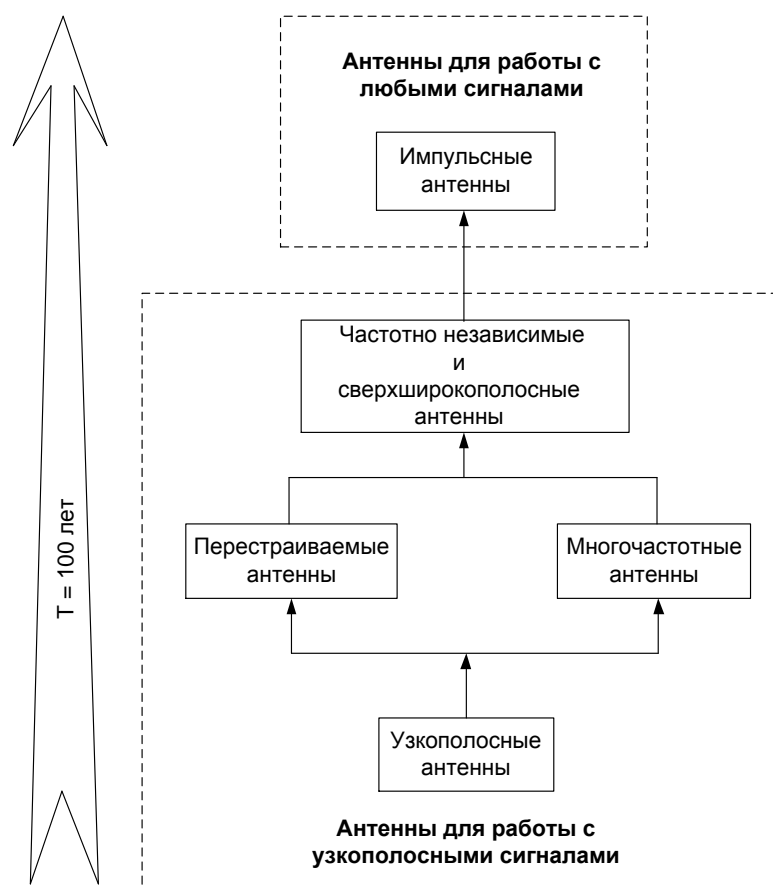 Антенны для работы с
любыми сигналами
Импульсные
антенны
Частотно независимые
и
сверхширокополосные
антенны
Перестраиваемые
антенны
Многочастотные
антенны
Узкополосные
антенны
Антенны для работы с
узкополосными сигналами
T = 100 лет